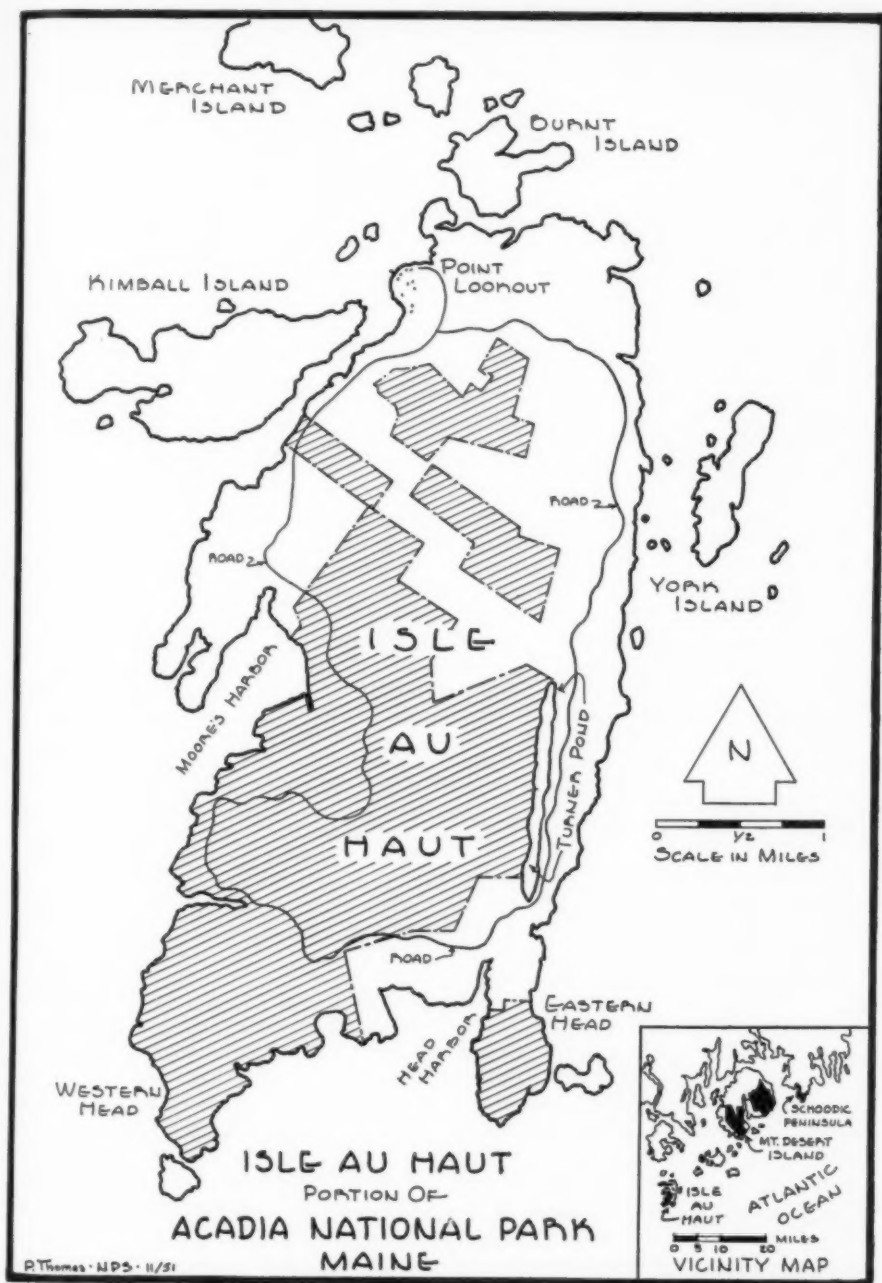 MERCHANT
ISLAND
BURNT
ISLAND
POINT
LOOKOUT
KIMBALL ISLAND
ROAD
ROAD
YORK
ISLAND
ISLE
MOORE'S HARBOR
AU
TURNER POND
N
0 1/2 1
SCALE IN MILES
HAUT
ROAD
EASTERN
HEAD
HEAD
HARBOR
WESTERN
HEAD
ISLE AU HAUT
PORTION OF
ACADIA NATIONAL PARK
MAINE
P. Thomas - NPS - 11/51
SCHOODIC
PENINSULA
MT. DESERT
ISLAND
ISLE
AU
HAUT
ATLANTIC
OCEAN
0 5 10 20 MILES
VICINITY MAP